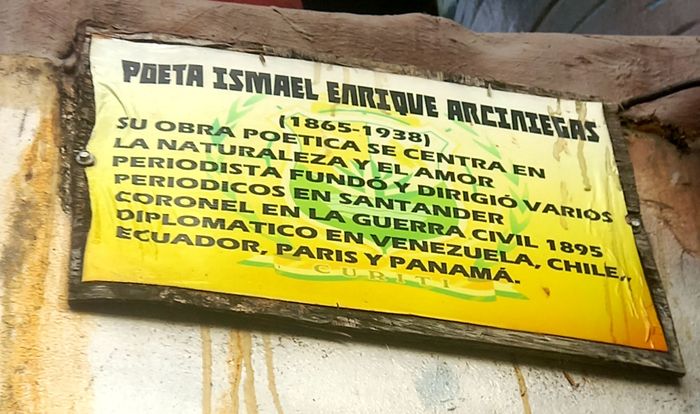 POETA ISMAEL ENRIQUE ARCINIEGAS
(1865-1938)
SU OBRA POETICA SE CENTRA EN
LA NATURALEZA Y EL AMOR
PERIODISTA FUNDO Y DIRIGIÓ VARIOS
PERIODICOS EN SANTANDER
CORONEL EN LA GUERRA CIVIL 1895
DIPLOMATICO EN VENEZUELA, CHILE,,
ECUADOR, PARIS Y PANAMÁ.
CURITI